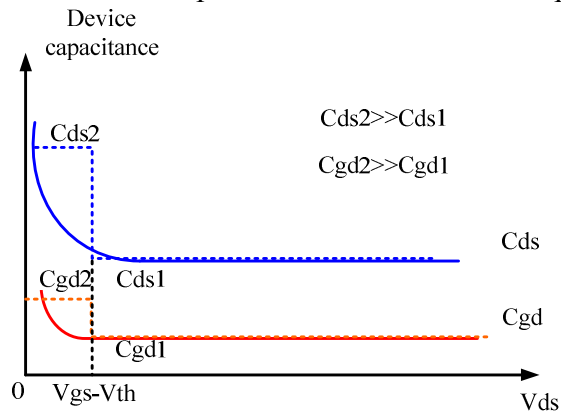 Device
capacitance
Cds2
Cds2>>Cds1
Cgd2>>Cgd1
Cds
Cgd2
Cds1
Cgd
Cgd1
0
Vgs-Vth
Vds